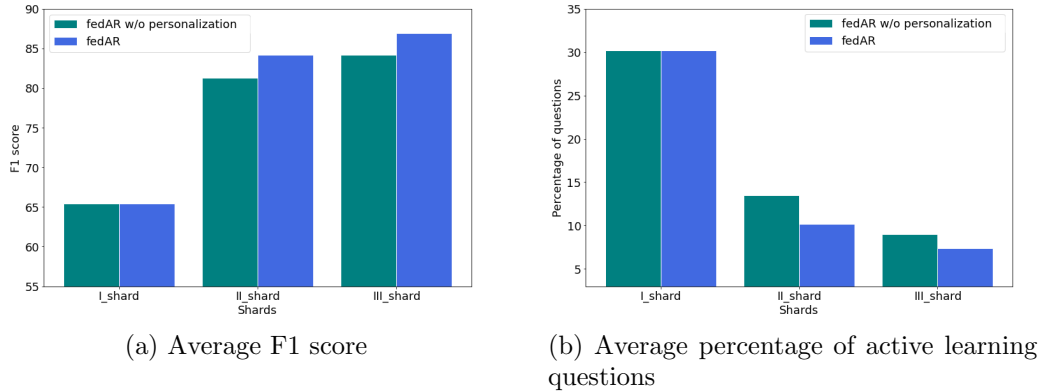 90
85
80
75
70
65
60
55
F1 score
fedAR w/o personalization
fedAR
I_shard II_shard III_shard
Shards
(a) Average F1 score
35
30
25
20
15
10
5
Percentage of questions
fedAR w/o personalization
fedAR
I_shard II_shard III_shard
Shards
(b) Average percentage of active learning
questions